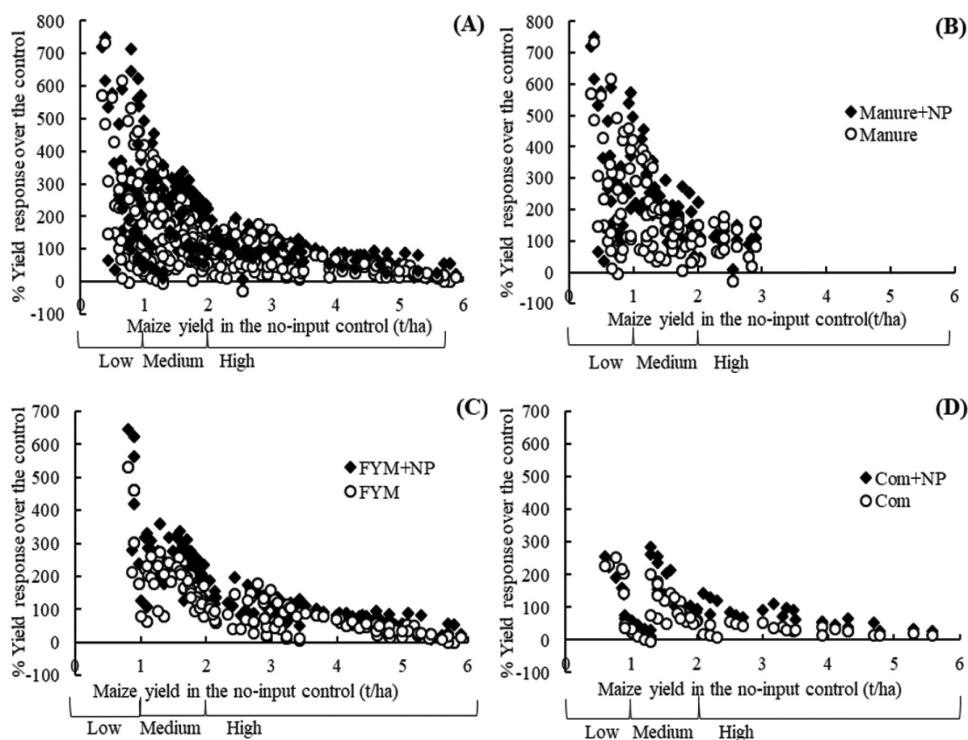 (A)
800
700
600
500
400
300
200
100
0
-100
% Yield response over the control
0 1 2 3 4 5 6
Maize yield in the no-input control (t/ha)
Low Medium High
(B)
800
700
600
500
400
300
200
100
0
-100
% Yield response over the control
Manure+NP
Manure
0 1 2 3 4 5 6
Maize yield in the no-input control(t/ha)
Low Medium High
(C)
700
600
500
400
300
200
100
0
-100
% Yield response over the control
FYM+NP
FYM
0 1 2 3 4 5 6
Maize yield in the no-input control (t/ha)
Low Medium High
(D)
700
600
500
400
300
200
100
0
-100
% Yield response over the control
Com+NP
Com
0 1 2 3 4 5 6
Maize yield in the no-input control (t/ha)
Low Medium High